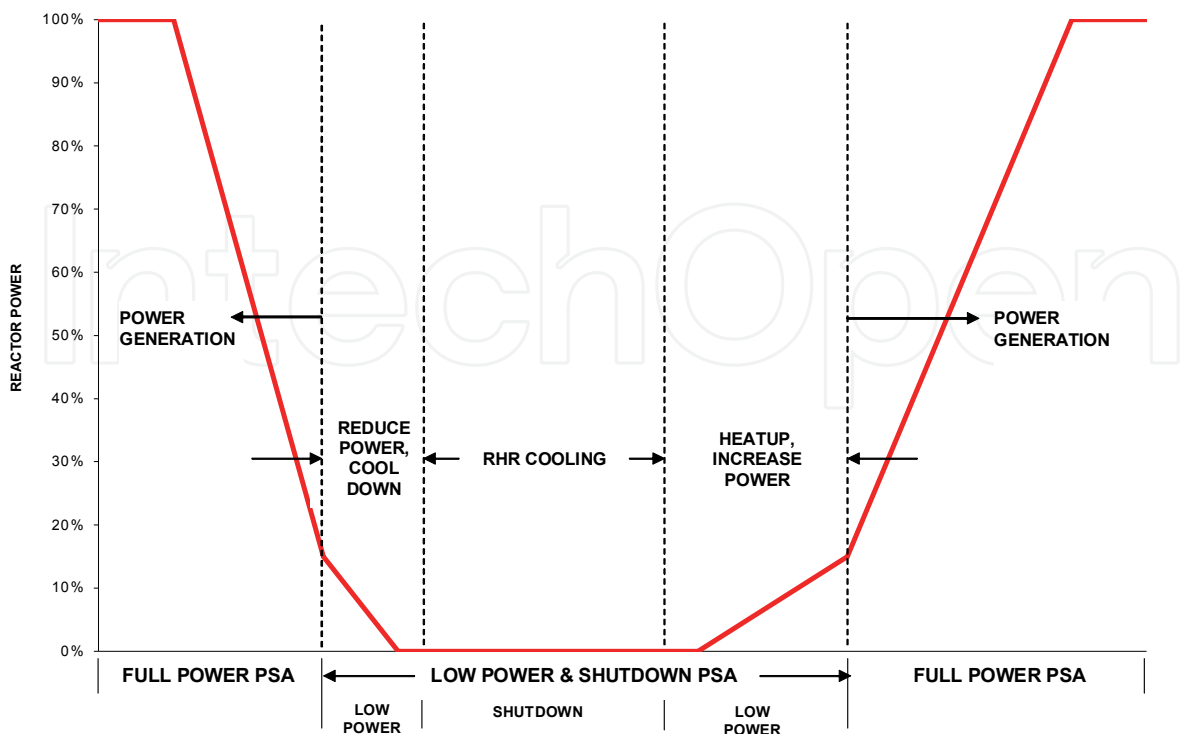 100%
90%
80%
70%
60%
50%
40%
30%
20%
10%
0%
REACTOR POWER
IntechOpen
POWER
GENERATION
REDUCE
POWER,
COOL
DOWN
RHR COOLING
HEATUP,
INCREASE
POWER
POWER
GENERATION
FULL POWER PSA
LOW POWER & SHUTDOWN PSA
FULL POWER PSA
LOW
POWER
SHUTDOWN
LOW
POWER